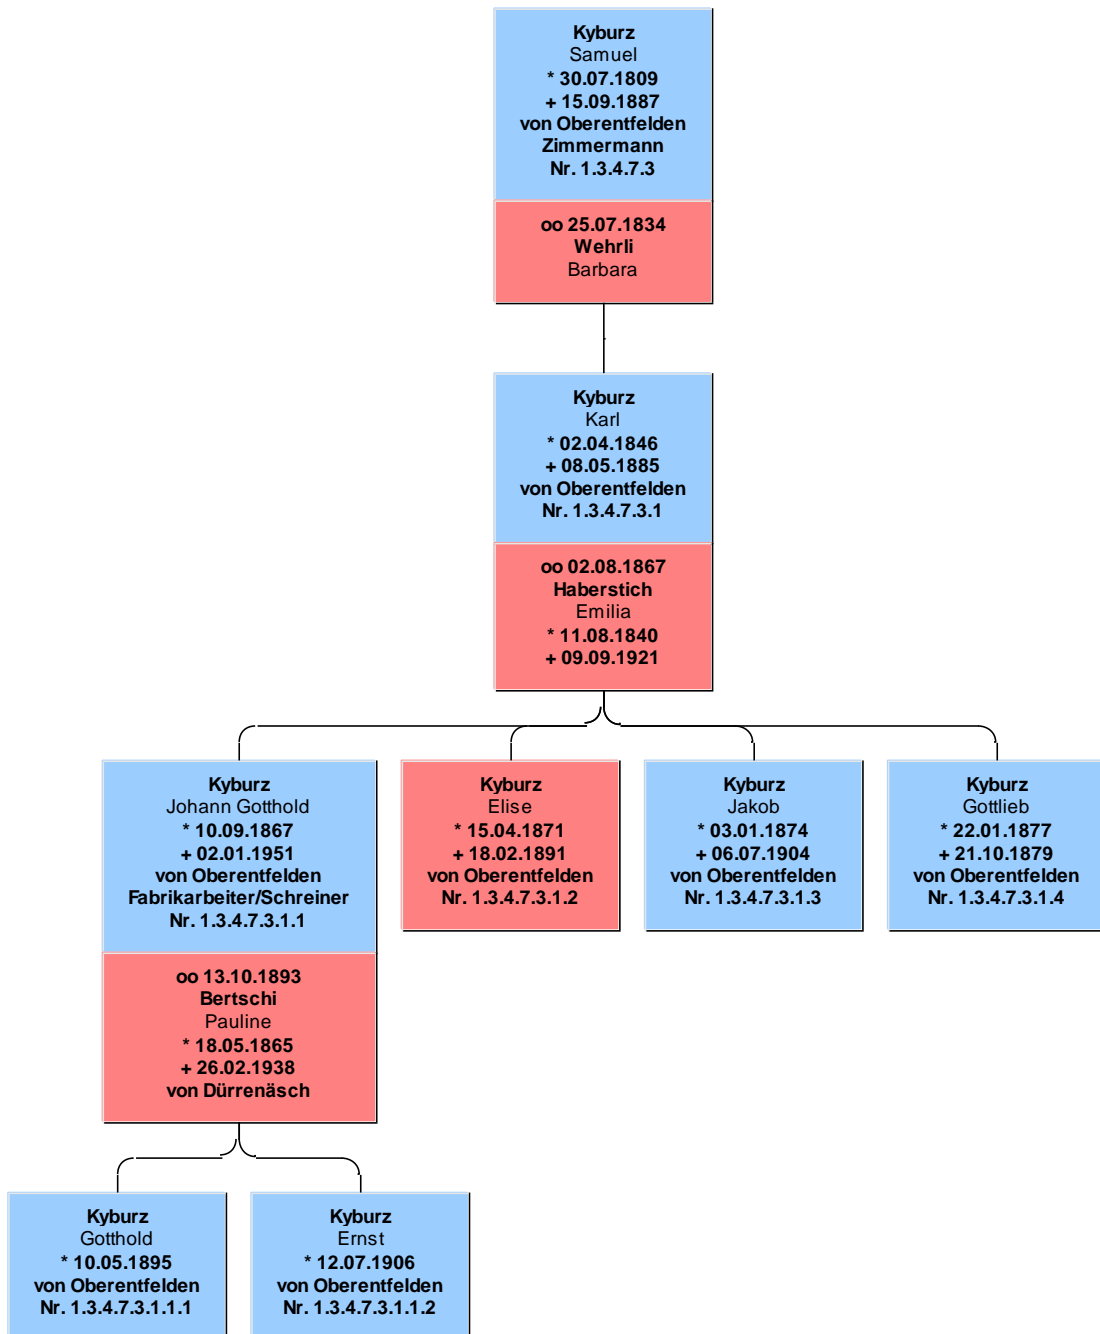 Kyburz
Samuel
* 30.07.1809
+ 15.09.1887
von Oberentfelden
Zimmermann
Nr. 1.3.4.7.3
oo 25.07.1834
Wehrli
Barbara
Kyburz
Karl
* 02.04.1846
+ 08.05.1885
von Oberentfelden
Nr. 1.3.4.7.3.1
oo 02.08.1867
Haberstich
Emilia
* 11.08.1840
+ 09.09.1921
Kyburz
Johann Gotthold
* 10.09.1867
+ 02.01.1951
von Oberentfelden
Fabrikarbeiter/Schreiner
Nr. 1.3.4.7.3.1.1
oo 13.10.1893
Bertschi
Pauline
* 18.05.1865
+ 26.02.1938
von Dürrenäsch
Kyburz
Elise
* 15.04.1871
+ 18.02.1891
von Oberentfelden
Nr. 1.3.4.7.3.1.2
Kyburz
Jakob
* 03.01.1874
+ 06.07.1904
von Oberentfelden
Nr. 1.3.4.7.3.1.3
Kyburz
Gottlieb
* 22.01.1877
+ 21.10.1879
von Oberentfelden
Nr. 1.3.4.7.3.1.4
Kyburz
Gotthold
* 10.05.1895
von Oberentfelden
Nr. 1.3.4.7.3.1.1.1
Kyburz
Ernst
* 12.07.1906
von Oberentfelden
Nr. 1.3.4.7.3.1.1.2